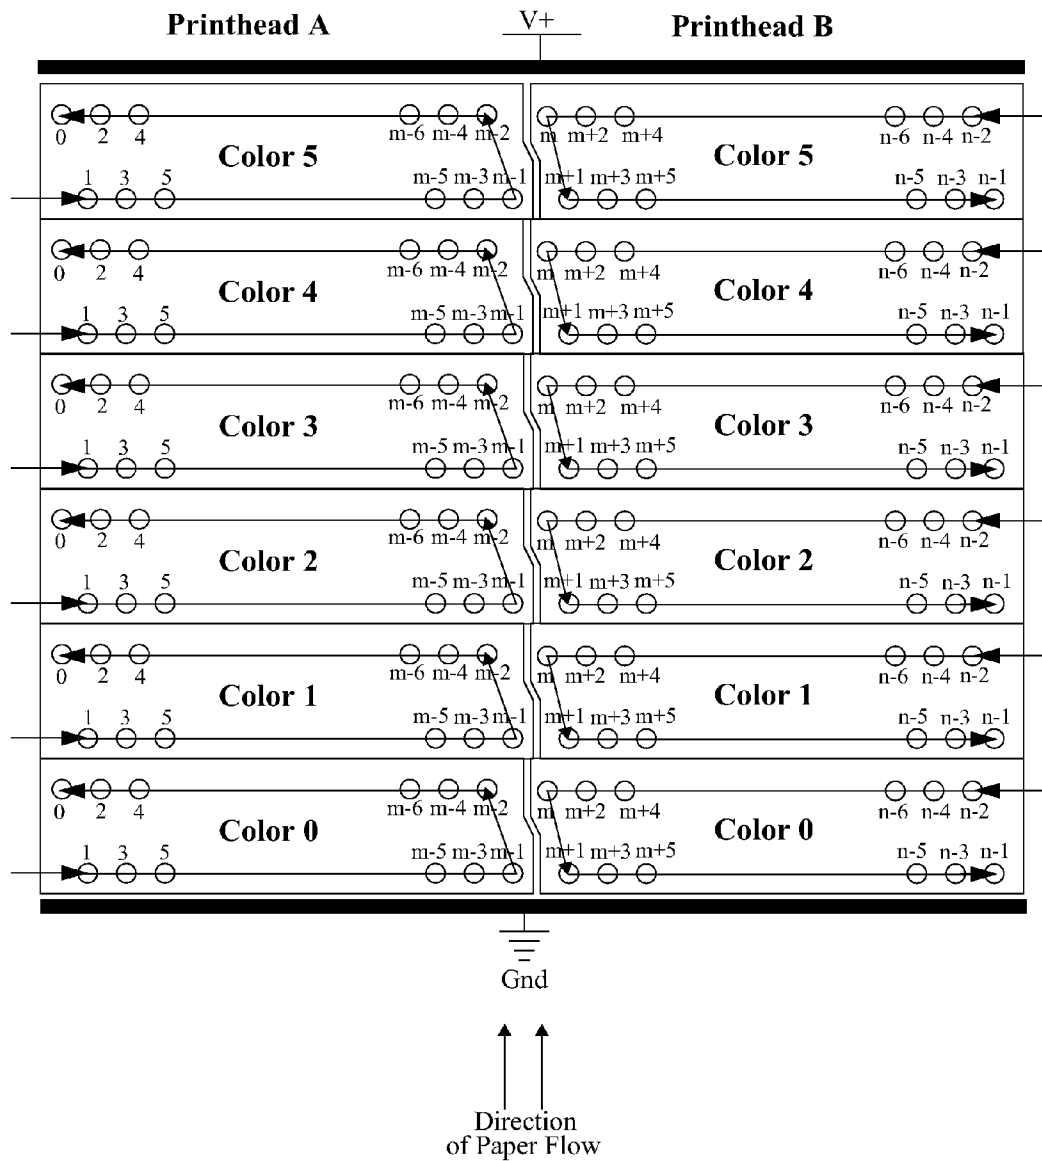 Printhead A V+ Printhead B
0 2 4 m-6 m-4 m-2 m m+2 m+4 n-6 n-4 n-2
Color 5 Color 5
1 3 5 m-5 m-3 m-1 m+1 m+3 m+5 n-5 n-3 n-1
0 2 4 m-6 m-4 m-2 m m+2 m+4 n-6 n-4 n-2
Color 4 Color 4
1 3 5 m-5 m-3 m-1 m+1 m+3 m+5 n-5 n-3 n-1
0 2 4 m-6 m-4 m-2 m m+2 m+4 n-6 n-4 n-2
Color 3 Color 3
1 3 5 m-5 m-3 m-1 m+1 m+3 m+5 n-5 n-3 n-1
0 2 4 m-6 m-4 m-2 m m+2 m+4 n-6 n-4 n-2
Color 2 Color 2
1 3 5 m-5 m-3 m-1 m+1 m+3 m+5 n-5 n-3 n-1
0 2 4 m-6 m-4 m-2 m m+2 m+4 n-6 n-4 n-2
Color 1 Color 1
1 3 5 m-5 m-3 m-1 m+1 m+3 m+5 n-5 n-3 n-1
0 2 4 m-6 m-4 m-2 m m+2 m+4 n-6 n-4 n-2
Color 0 Color 0
1 3 5 m-5 m-3 m-1 m+1 m+3 m+5 n-5 n-3 n-1
Gnd
Direction
of Paper Flow